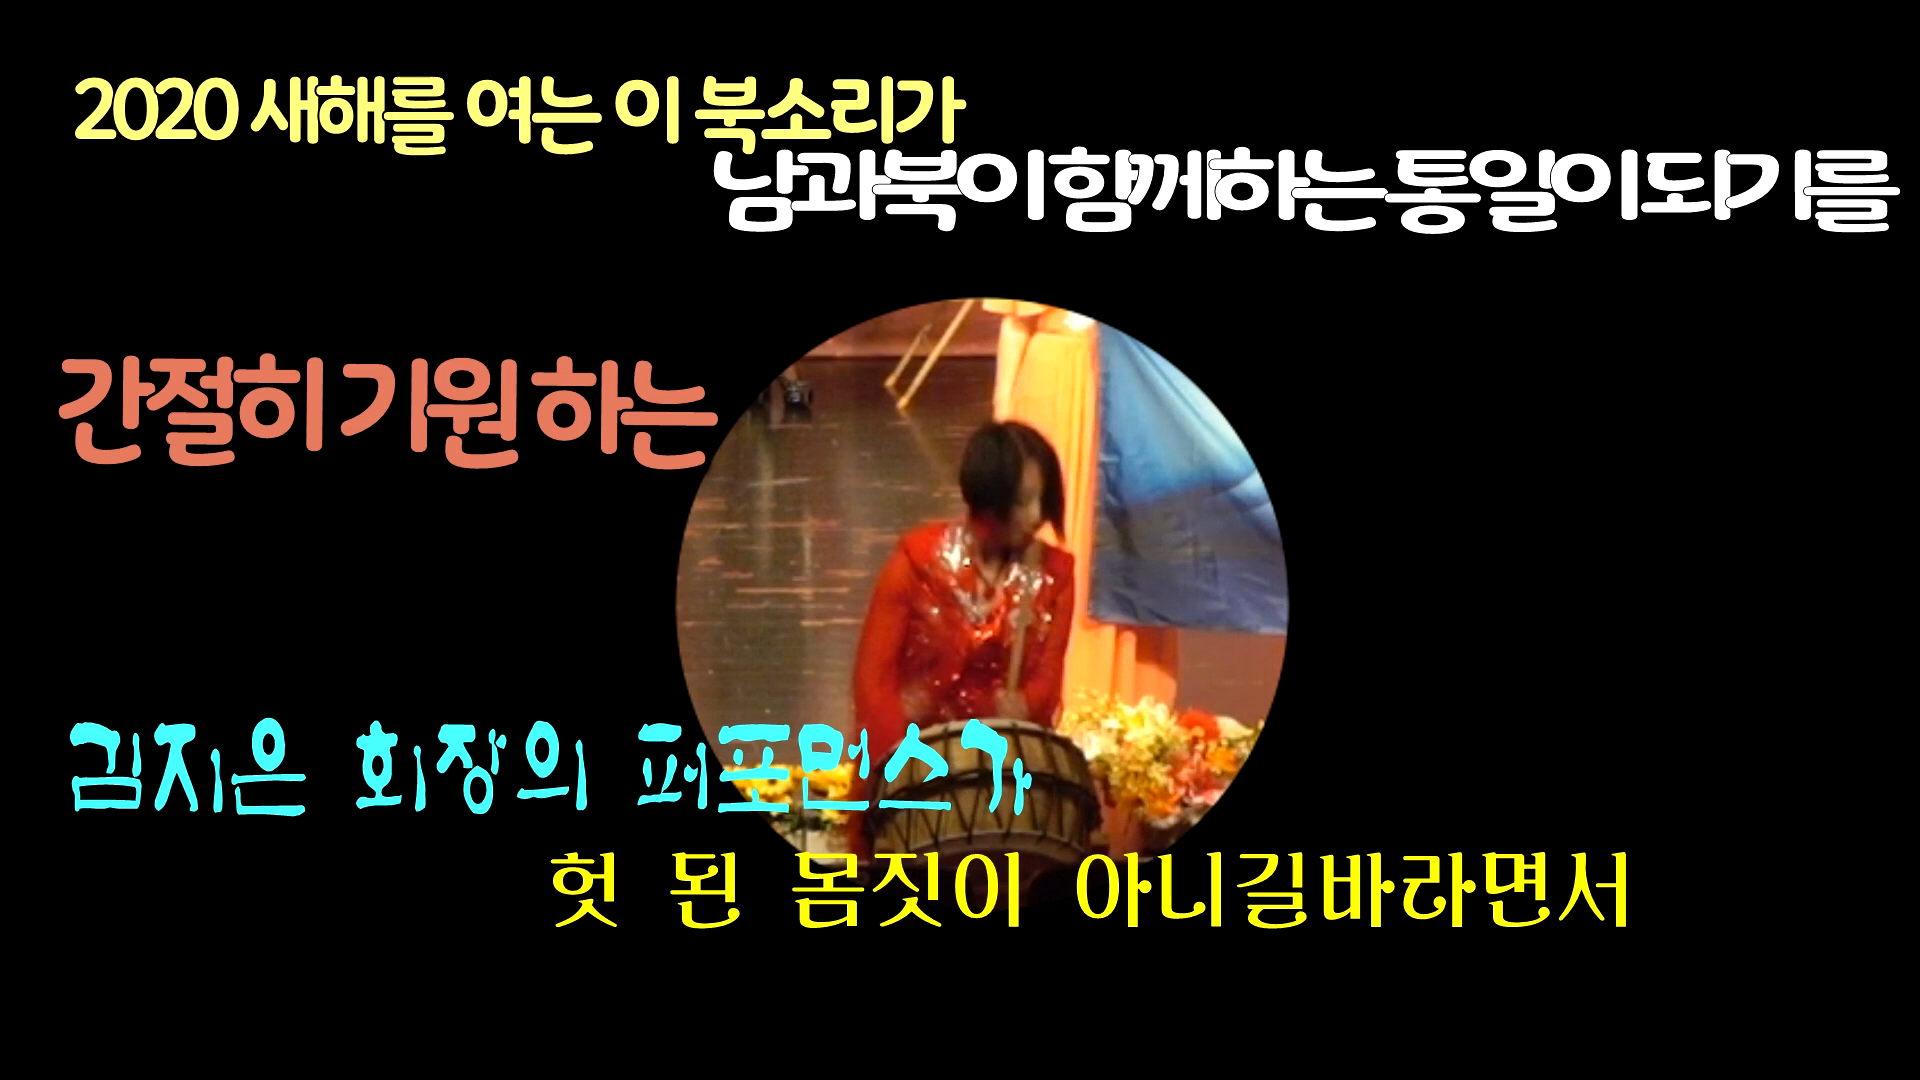 2020 새해를 여는 이 북소리가
남과북이함께하는통일이되기를
간절히 기원 하는
김지은 회장의 퍼포먼스가
헛 된 몸짓이 아니길바라면서